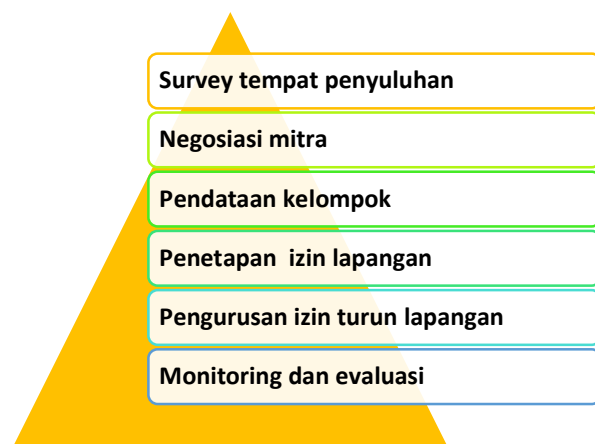 Survey tempat penyuluhan
Negosiasi mitra
Pendataan kelompok
Penetapan izin lapangan
Pengurusan izin turun lapangan
Monitoring dan evaluasi